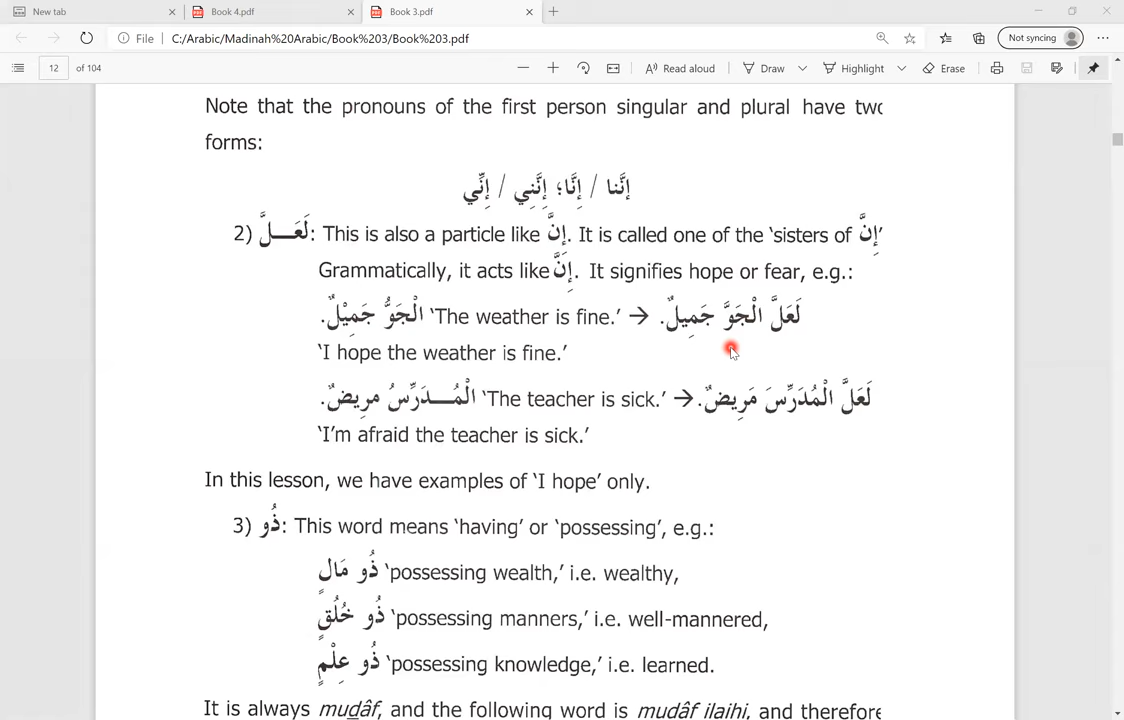 New tab
Book 4.pdf
Book 3.pdf
File C:/Arabic/Madinah%20Arabic/Book%203/Book%203.pdf
Not syncing
12 of 104
Read aloud
Draw
Highlight
Erase
Note that the pronouns of the first person singular and plural have two
forms:
إِنَّنا / إِنَّا؛ إِنَّنِي / إِنِّي
2) لَعَــلَّ: This is also a particle like إِنَّ. It is called one of the ‘sisters of إِنَّ’
Grammatically, it acts like إِنَّ. It signifies hope or fear, e.g.:
الْجَوُّ جَمِيْلٌ. ‘The weather is fine.’ → لَعَلَّ الْجَوَّ جَمِيلٌ.
‘I hope the weather is fine.’
الْمُــدَرِّسُ مرِيضٌ. ‘The teacher is sick.’ → لَعَلَّ الْمُدَرِّسَ مَرِيضٌ.
‘I’m afraid the teacher is sick.’
In this lesson, we have examples of ‘I hope’ only.
3) ذُو: This word means ‘having’ or ‘possessing’, e.g.:
ذُو مَالٍ ‘possessing wealth,’ i.e. wealthy,
ذُو خُلُقٍ ‘possessing manners,’ i.e. well-mannered,
ذُو عِلْمٍ ‘possessing knowledge,’ i.e. learned.
It is always mudâf, and the following word is mudâf ilaihi, and therefore